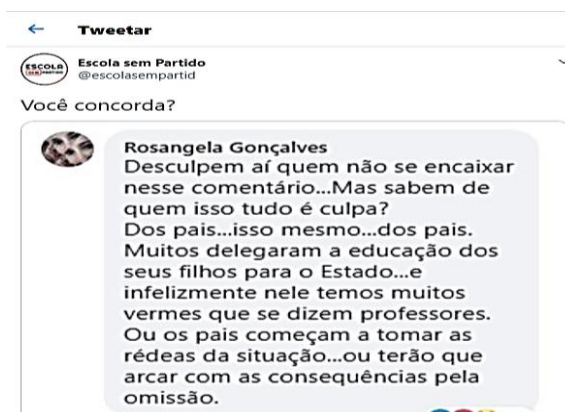 Tweetar
ESCOLA
SEM PARTIDO
Escola sem Partido
@escolasempartid
Você concorda?
Rosangela Gonçalves
Desculpem aí quem não se encaixar
nesse comentário...Mas sabem de
quem isso tudo é culpa?
Dos pais...isso mesmo...dos pais.
Muitos delegaram a educação dos
seus filhos para o Estado...e
infelizmente nele temos muitos
vermes que se dizem professores.
Ou os pais começam a tomar as
rédeas da situação...ou terão que
arcar com as consequências pela
omissão.